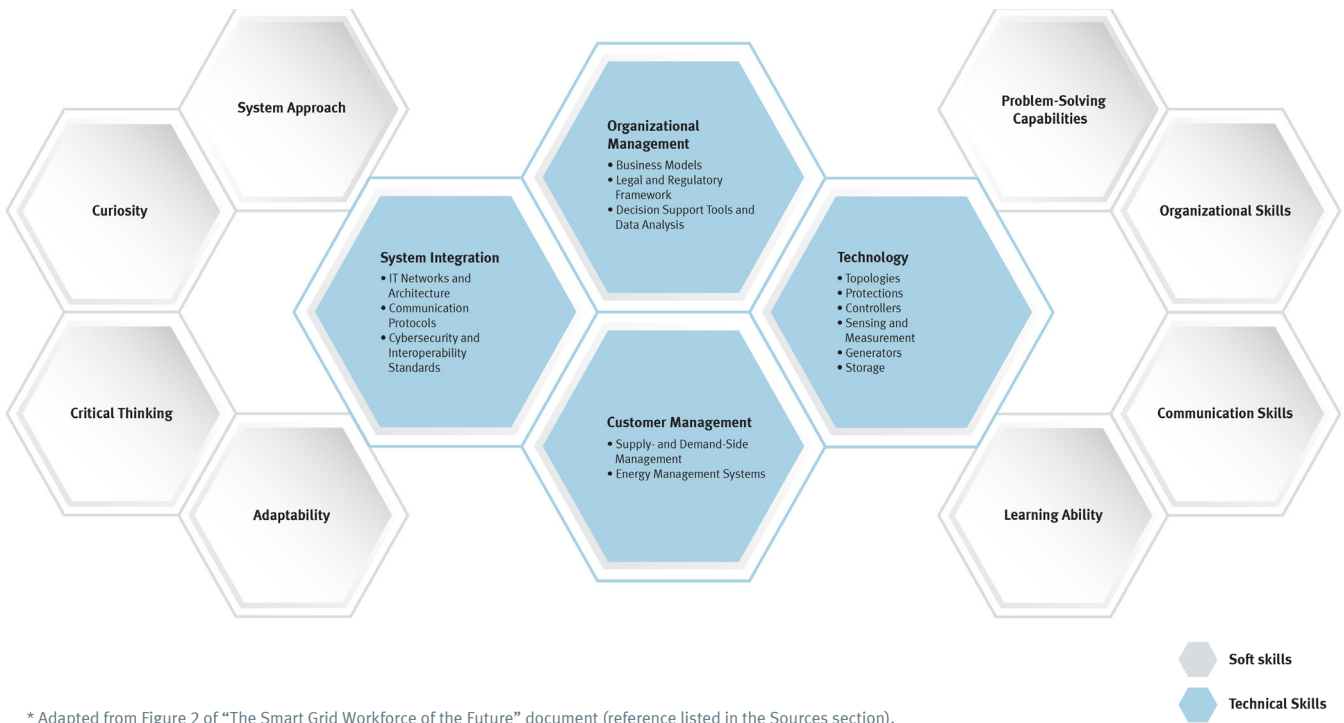 System Approach
Curiosity
Critical Thinking
Adaptability
System Integration
• IT Networks and
Architecture
• Communication
Protocols
• Cybersecurity and
Interoperability
Standards
Organizational
Management
• Business Models
• Legal and Regulatory
Framework
• Decision Support Tools and
Data Analysis
Customer Management
• Supply- and Demand-Side
Management
• Energy Management Systems
Technology
• Topologies
• Protections
• Controllers
• Sensing and
Measurement
• Generators
• Storage
Problem-Solving
Capabilities
Organizational Skills
Communication Skills
Learning Ability
Soft skills
Technical Skills
* Adapted from Figure 2 of “The Smart Grid Workforce of the Future” document (reference listed in the Sources section).